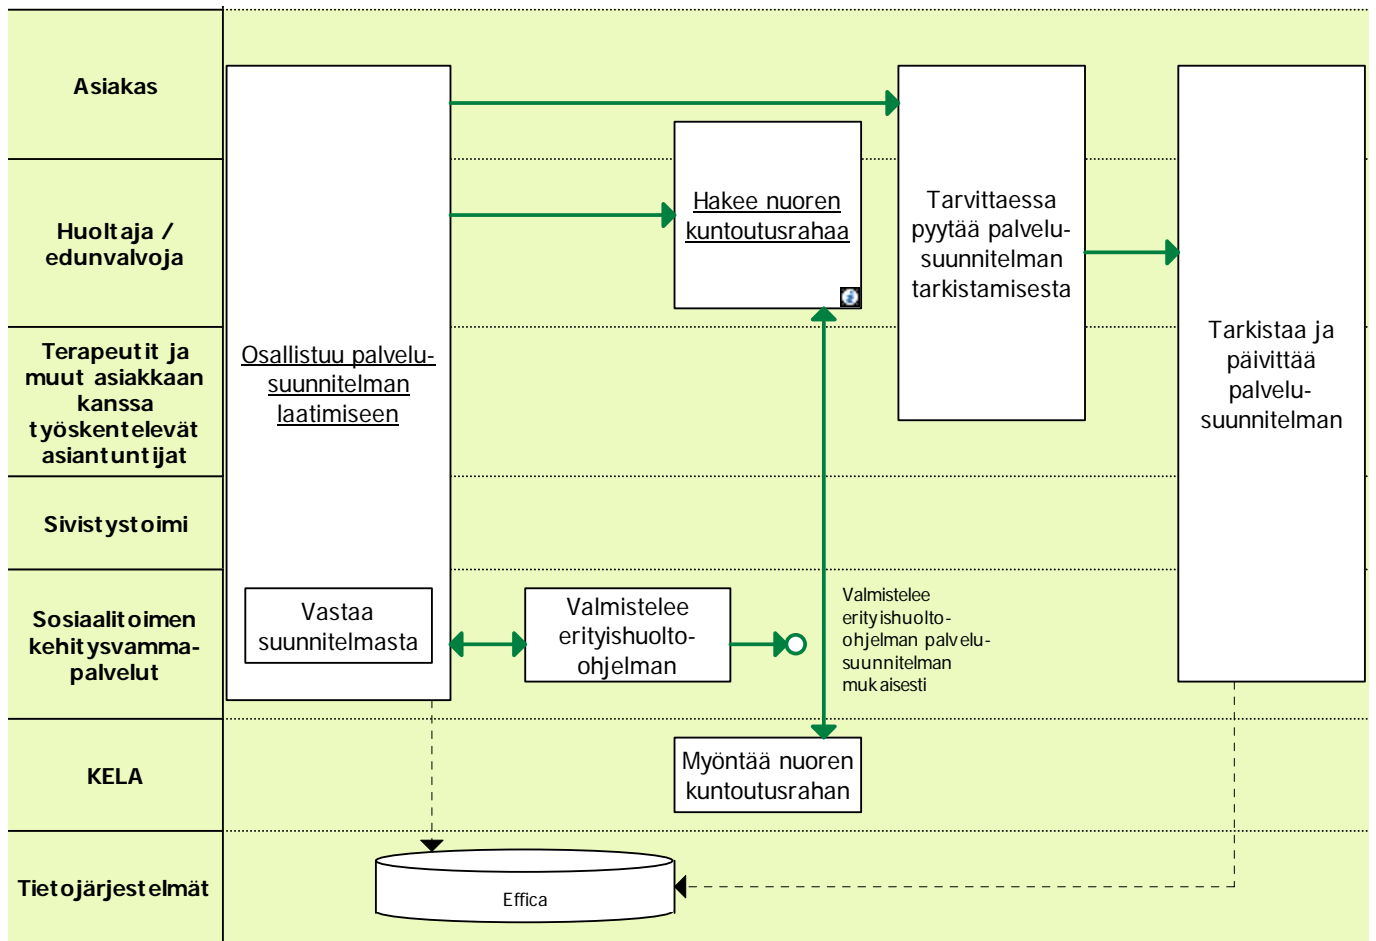 Asiakas
Huoltaja /
edunvalvoja
Terapeutit ja
muut asiakkaan
kanssa
työskentelevät
asiantuntijat
Sivistystoimi
Sosiaalitoimen
kehitysvamma-
palvelut
KELA
Tietojärjestelmät
Osallistuu palvelu-
suunnitelman
laatimiseen
Vastaa
suunnitelmasta
Valmistelee
erityishuolto-
ohjelman
Hakee nuoren
kuntoutusrahaa
Valmistelee
erityishuolto-
ohjelman palvelu-
suunnitelman
mukaisesti
Myöntää nuoren
kuntoutusrahan
Tarvittaessa
pyytää palvelu-
suunnitelman
tarkistamisesta
Tarkistaa ja
päivittää
palvelu-
suunnitelman
Effica